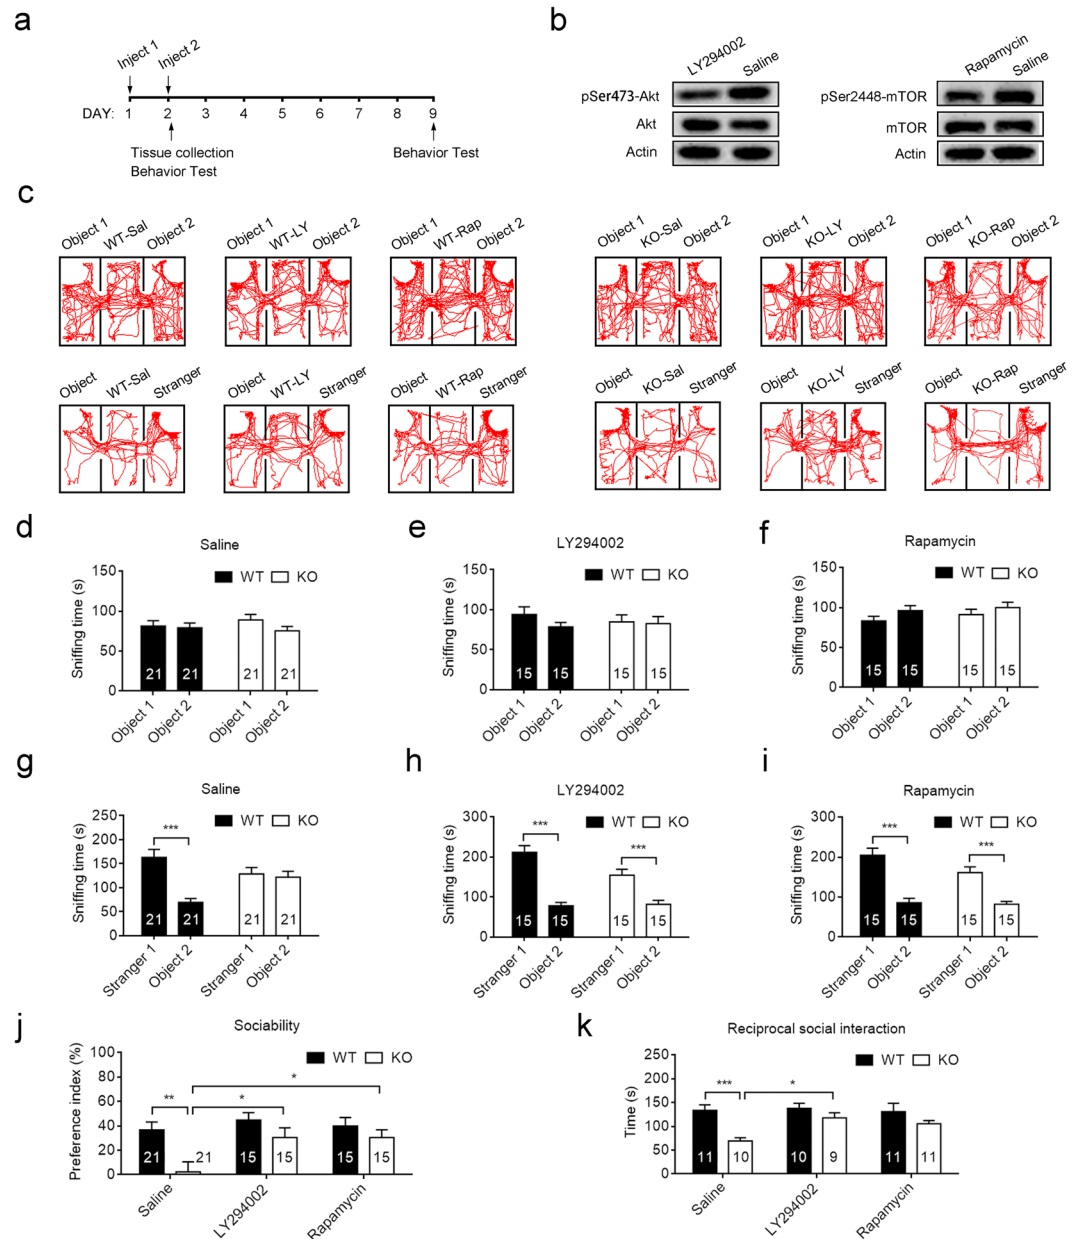 a
Inject 1 Inject 2
DAY: 1 2 3 4 5 6 7 8 9
Tissue collection
Behavior Test
Behavior Test
b
LY294002 Saline
pSer473-Akt
Akt
Actin
Rapamycin Saline
pSer2448-mTOR
mTOR
Actin
c
Object 1 WT-Sal Object 2
Object 1 WT-LY Object 2
Object 1 WT-Rap Object 2
Object 1 KO-Sal Object 2
Object 1 KO-LY Object 2
Object 1 KO-Rap Object 2
Object WT-Sal Stranger
Object WT-LY Stranger
Object WT-Rap Stranger
Object KO-Sal Stranger
Object KO-LY Stranger
Object KO-Rap Stranger
d
Saline
WT KO
Sniffing time (s)
150
100
50
0
21 21 21 21
Object 1 Object 2 Object 1 Object 2
e
LY294002
WT KO
Sniffing time (s)
150
100
50
0
15 15 15 15
Object 1 Object 2 Object 1 Object 2
f
Rapamycin
WT KO
Sniffing time (s)
150
100
50
0
15 15 15 15
Object 1 Object 2 Object 1 Object 2
g
Saline
WT KO
Sniffing time (s)
250
200
150
100
50
0
***
21 21 21 21
Stranger 1 Object 2 Stranger 1 Object 2
h
LY294002
WT KO
Sniffing time (s)
300
200
100
0
***
***
15 15 15 15
Stranger 1 Object 2 Stranger 1 Object 2
i
Rapamycin
WT KO
Sniffing time (s)
300
200
100
0
***
***
15 15 15 15
Stranger 1 Object 2 Stranger 1 Object 2
j
Sociability
WT KO
Preference index (%)
100
80
60
40
20
0
*
** *
21 21 15 15 15 15
Saline LY294002 Rapamycin
k
Reciprocal social interaction
WT KO
Time (s)
250
200
150
100
50
0
*** *
11 10 10 9 11 11
Saline LY294002 Rapamycin